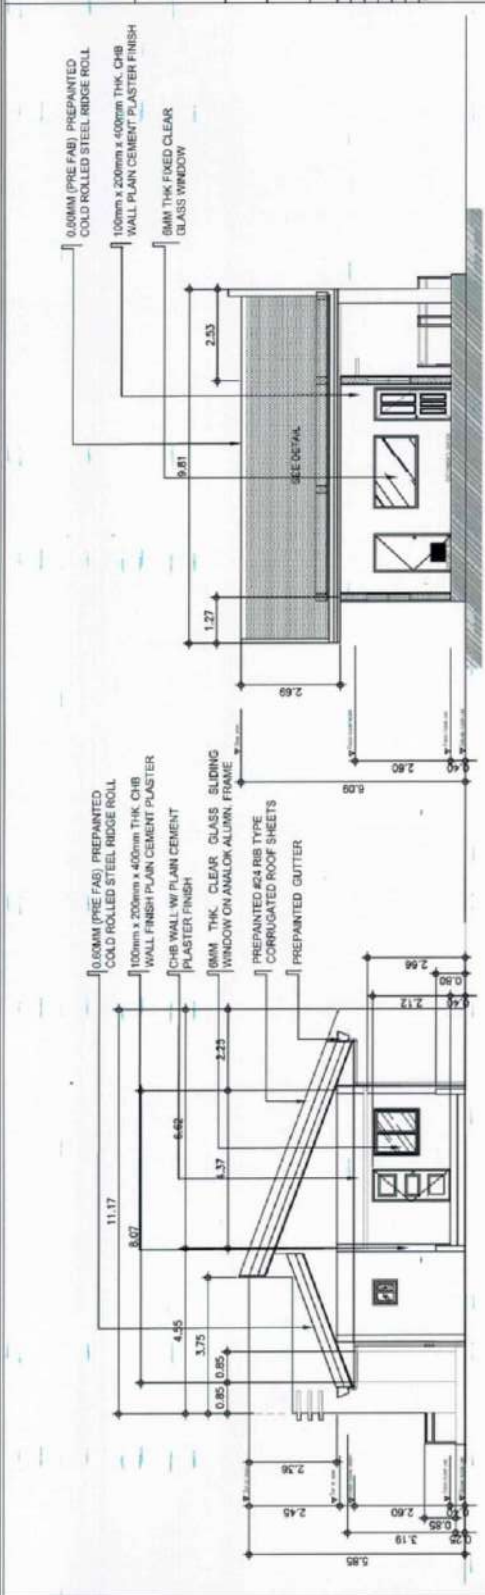 0.60MM (PRE FAB) PREPAINTED
COLD ROLLED STEEL RIDGE ROLL
100mm x 200mm x 400mm THK. CHB
WALL FINISH PLAIN CEMENT PLASTER
CHB WALL W/ PLAIN CEMENT
PLASTER FINISH
6MM THK. CLEAR GLASS SLIDING
WINDOW ON ANALOK ALUMN. FRAME
PREPAINTED #24 RIB TYPE
CORRUGATED ROOF SHEETS
PREPAINTED GUTTER
11.17
8.07
4.55
6.62
3.75
0.85
0.85
4.37
2.25
2.36
2.45
5.85
2.60
3.19
0.85
0.25
2.66
2.12
0.80
0.40
0.60MM (PRE FAB) PREPAINTED
COLD ROLLED STEEL RIDGE ROLL
100mm x 200mm x 400mm THK. CHB
WALL PLAIN CEMENT PLASTER FINISH
6MM THK FIXED CLEAR
GLASS WINDOW
9.81
1.27
2.53
SEE DETAIL
2.69
6.09
2.60
0.40